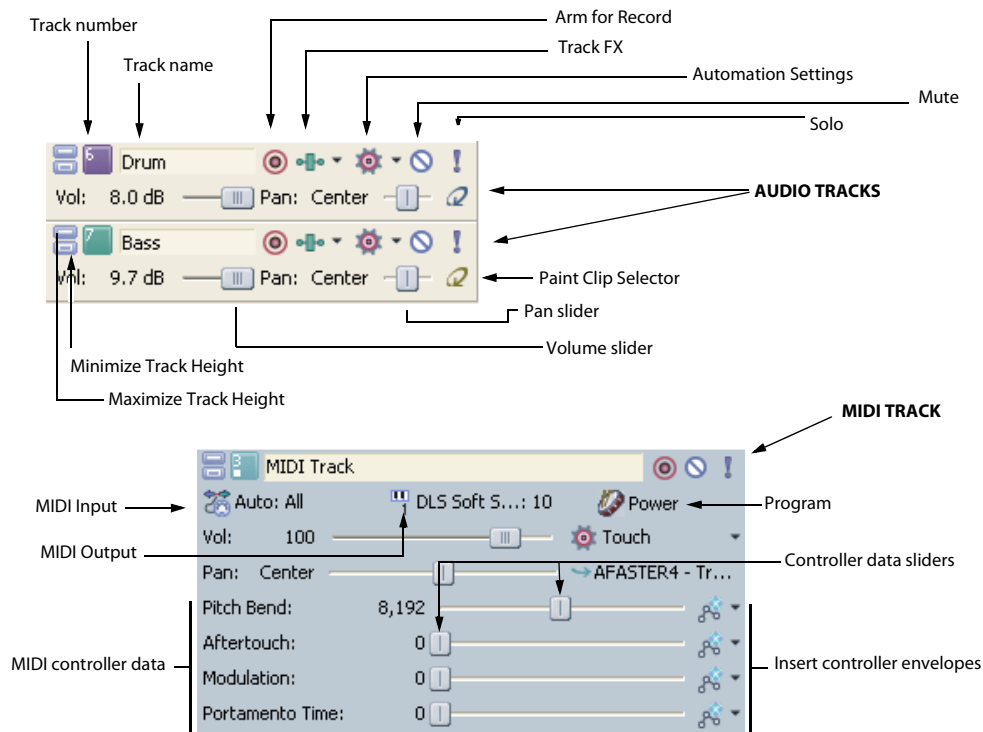 Arm for Record
Track number
Track FX
Track name
Automation Settings
Mute
Solo
6 Drum
Vol: 8.0 dB Pan: Center
AUDIO TRACKS
7 Bass
Vol: 9.7 dB Pan: Center
Paint Clip Selector
Pan slider
Volume slider
Minimize Track Height
Maximize Track Height
MIDI TRACK
3 MIDI Track
MIDI Input
Auto: All 1 DLS Soft S...: 10 Power
Program
Vol: 100 Touch
MIDI Output
Controller data sliders
Pan: Center AFASTER4 - Tr...
Pitch Bend: 8,192
Aftertouch: 0
MIDI controller data
Insert controller envelopes
Modulation: 0
Portamento Time: 0